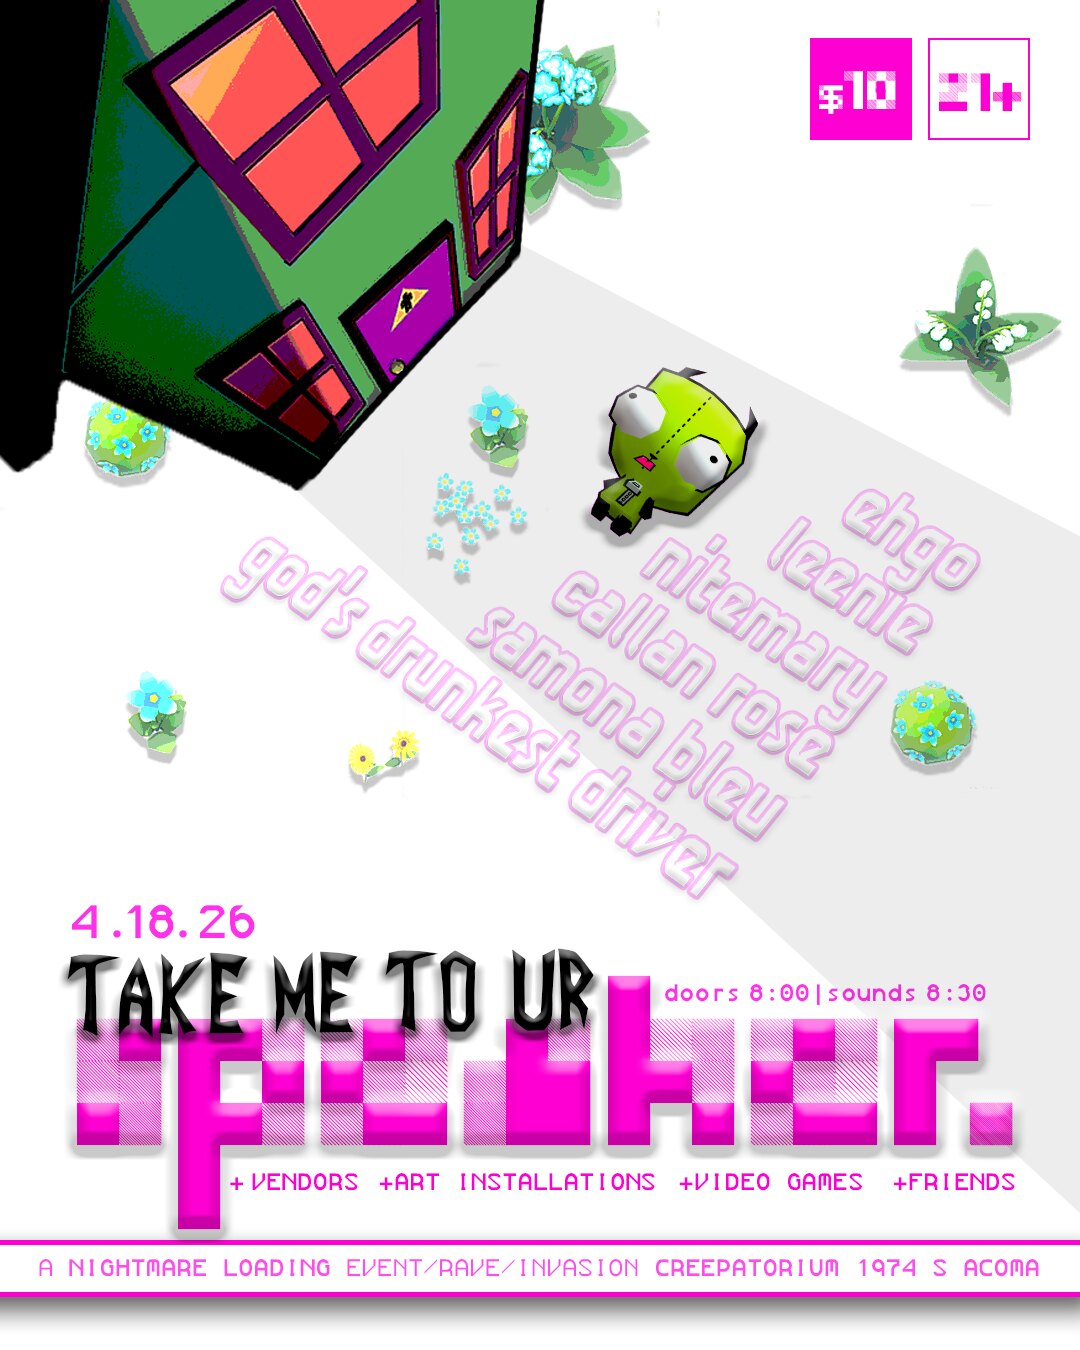 $10 21+
ehgo
leenie
nitemary
callan rose
samona bleu
god's drunkest driver
4.18.26
TAKE ME TO UR
doors 8:00|sounds 8:30
speaker.
+VENDORS +ART INSTALLATIONS +VIDEO GAMES +FRIENDS
A NIGHTMARE LOADING EVENT/RAVE/INVASION CREEPATORIUM 1974 S ACOMA